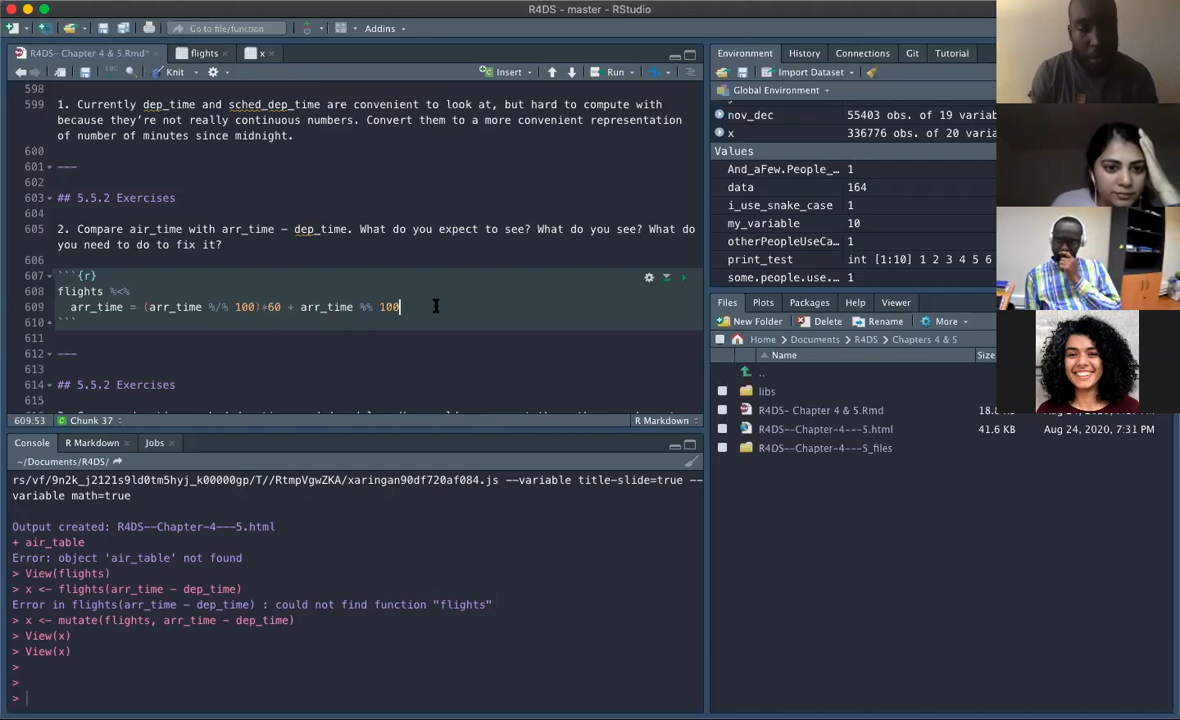 R4DS - master - RStudio
Go to file/function
Addins
R4DS-- Chapter 4 & 5.Rmd*
flights
x
Knit
Insert
Run
598
599 1. Currently dep_time and sched_dep_time are convenient to look at, but hard to compute with
because they're not really continuous numbers. Convert them to a more convenient representation
of number of minutes since midnight.
600
601 ---
602
603 ## 5.5.2 Exercises
604
605 2. Compare air_time with arr_time - dep_time. What do you expect to see? What do you see? What do
you need to do to fix it?
606
607 ```{r}
608 flights %<%
609 arr_time = (arr_time %/% 100)*60 + arr_time %% 100
610 ```
611
612 ---
613
614 ## 5.5.2 Exercises
615
609:53
Chunk 37
R Markdown
Console
R Markdown
Jobs
~/Documents/R4DS/
rs/vf/9n2k_j2121s9ld0tm5hyj_k00000gp/T//RtmpVgwZKA/xaringan90df720af084.js --variable title-slide=true --
variable math=true
Output created: R4DS--Chapter-4---5.html
+ air_table
Error: object 'air_table' not found
> View(flights)
> x <- flights(arr_time - dep_time)
Error in flights(arr_time - dep_time) : could not find function "flights"
> x <- mutate(flights, arr_time - dep_time)
> View(x)
> View(x)
>
>
>
Environment
History
Connections
Git
Tutorial
Import Dataset
Global Environment
nov_dec 55403 obs. of 19 variab
x 336776 obs. of 20 varia
Values
And_aFew.People_… 1
data 164
i_use_snake_case 1
my_variable 10
otherPeopleUseCa… 1
print_test int [1:10] 1 2 3 4 5 6
some.people.use.… 1
Files
Plots
Packages
Help
Viewer
New Folder
Delete
Rename
More
Home
Documents
R4DS
Chapters 4 & 5
Name
Size
..
libs
R4DS- Chapter 4 & 5.Rmd
R4DS--Chapter-4---5.html 41.6 KB Aug 24, 2020, 7:31 PM
R4DS--Chapter-4---5_files